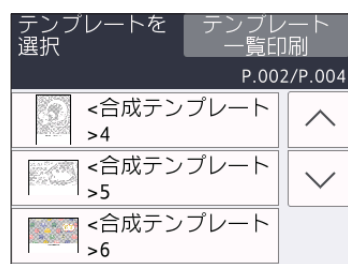 テンプレートを
選択
テンプレート
一覧印刷
P.002/P.004
<合成テンプレート
>4
<合成テンプレート
>5
<合成テンプレート
>6